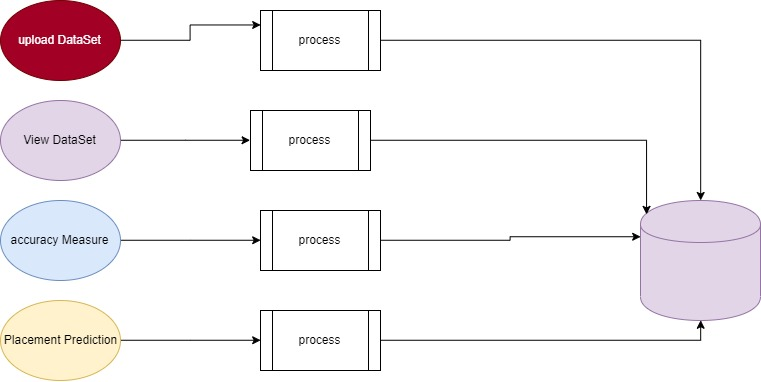 upload DataSet
process
View DataSet
process
accuracy Measure
process
Placement Prediction
process